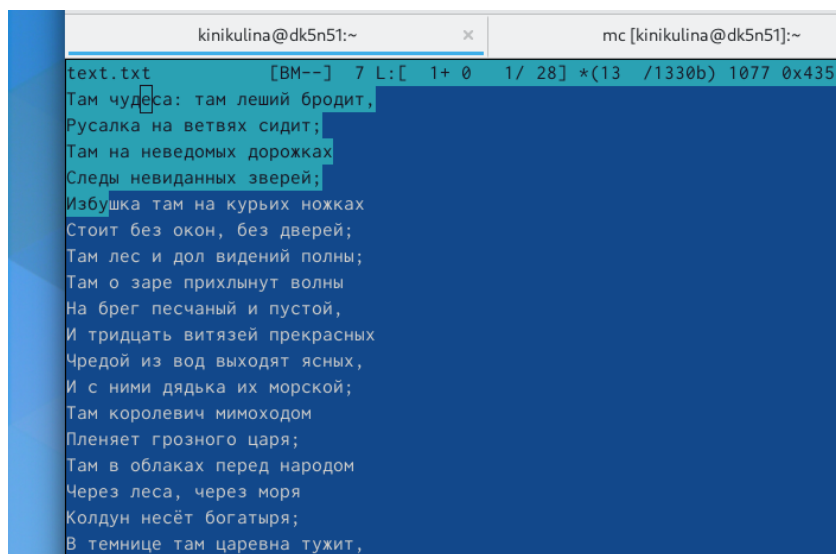 kinikulina@dk5n51:~ × mc [kinikulina@dk5n51]:~
text.txt [BM--] 7 L:[ 1+ 0 1/ 28] *(13 /1330b) 1077 0x435
Там чудеса: там леший бродит,
Русалка на ветвях сидит;
Там на неведомых дорожках
Следы невиданных зверей;
Избушка там на курьих ножках
Стоит без окон, без дверей;
Там лес и дол видений полны;
Там о заре прихлынут волны
На брег песчаный и пустой,
И тридцать витязей прекрасных
Чредой из вод выходят ясных,
И с ними дядька их морской;
Там королевич мимоходом
Пленяет грозного царя;
Там в облаках перед народом
Через леса, через моря
Колдун несёт богатыря;
В темнице там царевна тужит,